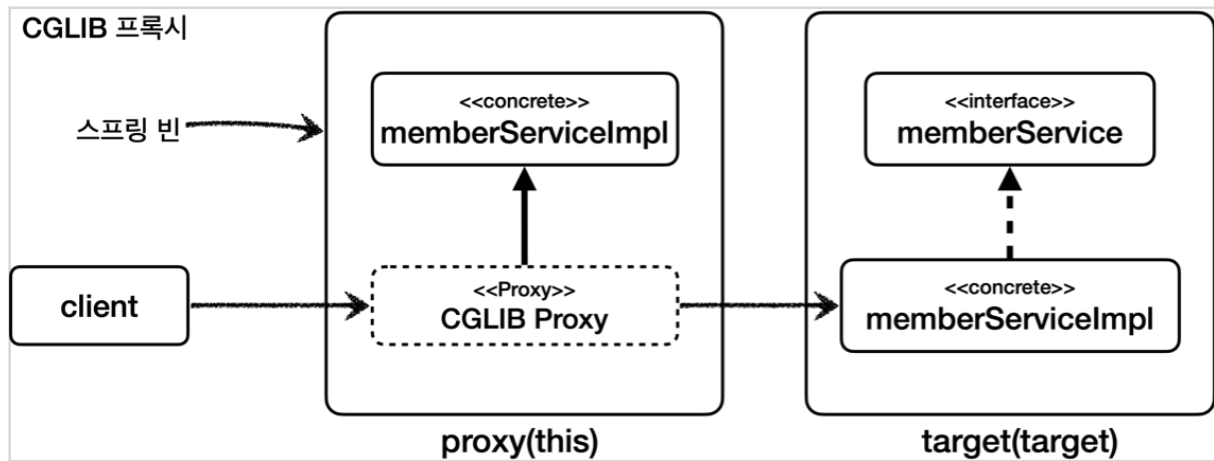 CGLIB 프록시
스프링 빈
<<concrete>>
memberServiceImpl
<<interface>>
memberService
client
<<Proxy>>
CGLIB Proxy
<<concrete>>
memberServiceImpl
proxy(this)
target(target)